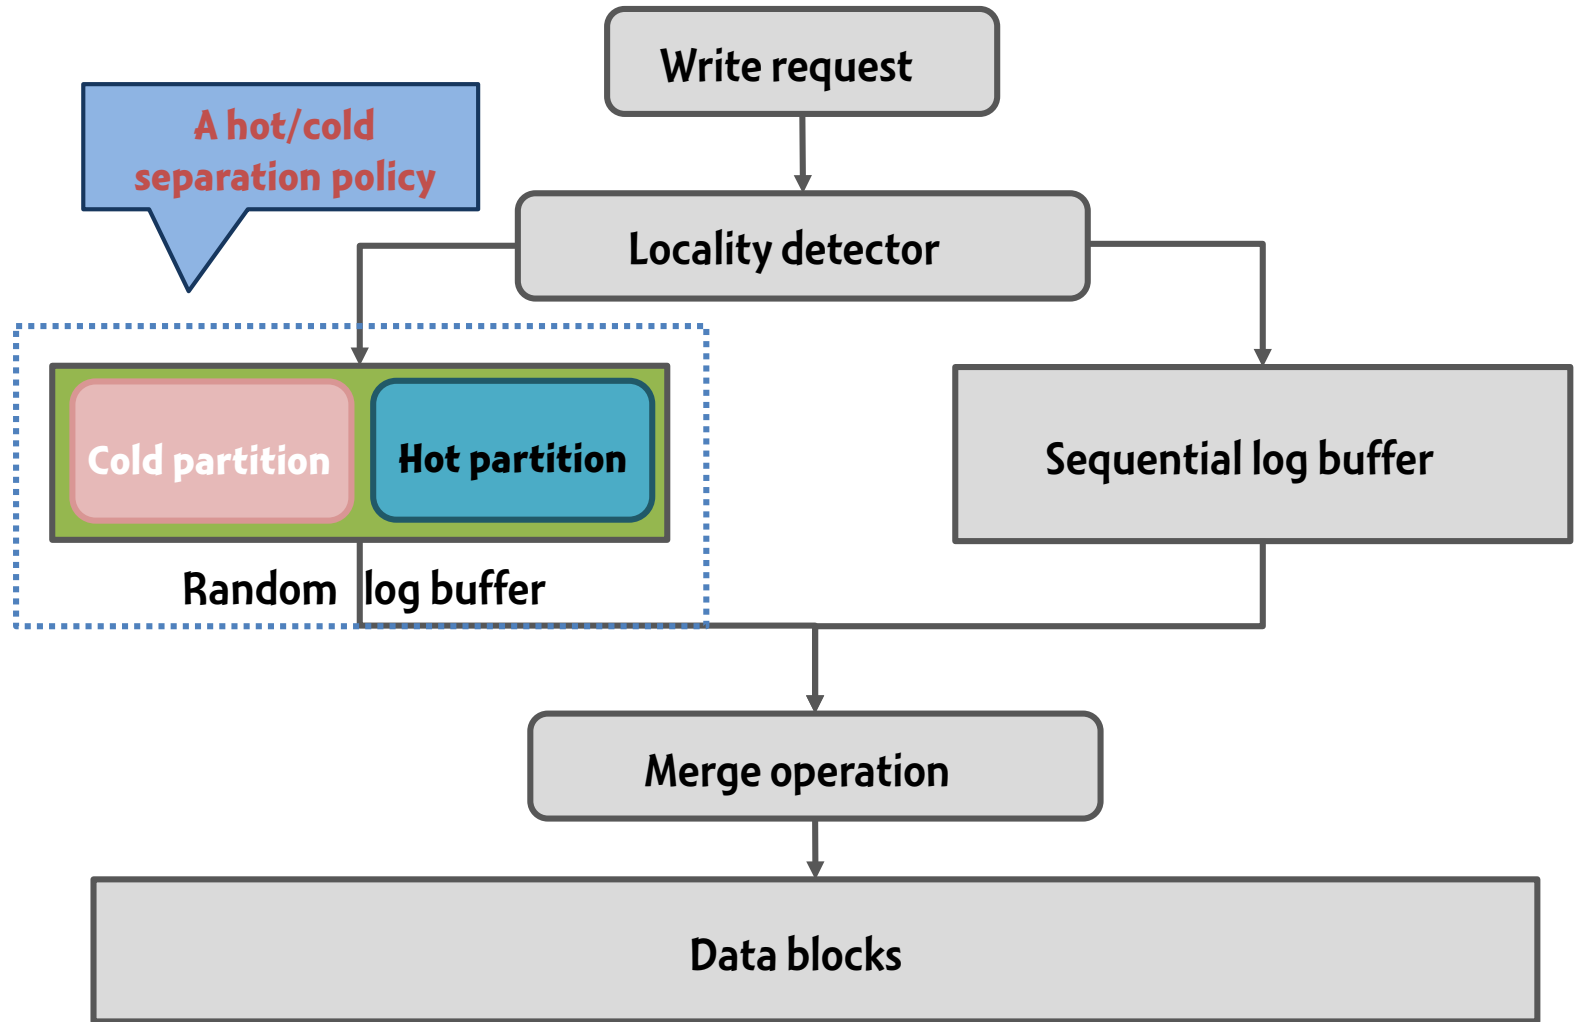 Write request
A hot/cold
separation policy
Locality detector
Cold partition
Hot partition
Sequential log buffer
Random log buffer
Merge operation
Data blocks